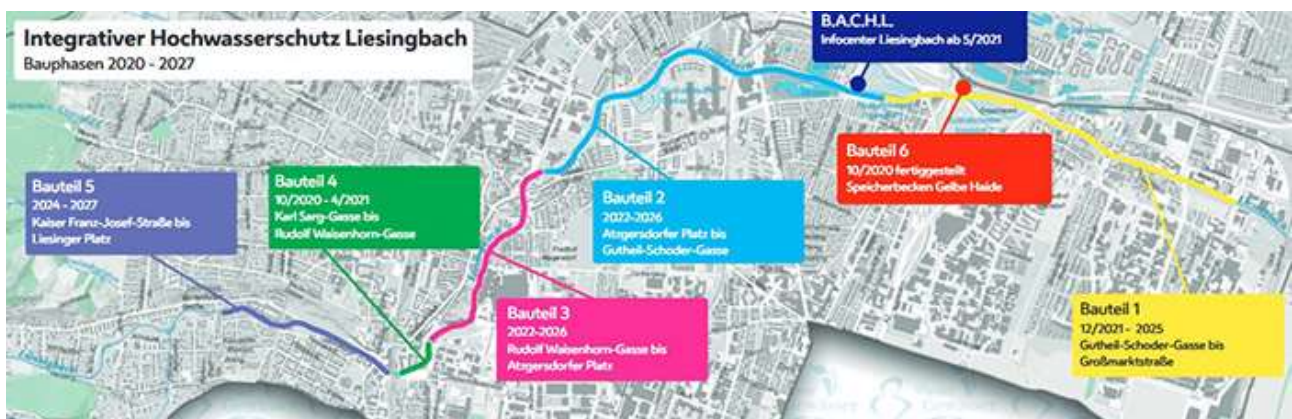 Integrativer Hochwasserschutz Liesingbach
Bauphasen 2020 - 2027
B.A.C.H.L.
Infocenter Liesingbach ab 5/2021
Bauteil 6
10/2020 fertiggestellt
Speicherbecken Gelbe Haide
Bauteil 5
2024 - 2027
Kaiser Franz-Josef-Straße bis
Liesinger Platz
Bauteil 4
10/2020 - 4/2021
Karl Sarg-Gasse bis
Rudolf Waisenhorn-Gasse
Bauteil 2
2022-2026
Atzgersdorfer Platz bis
Gutheil-Schoder-Gasse
Bauteil 3
2022-2026
Rudolf Waisenhorn-Gasse bis
Atzgersdorfer Platz
Bauteil 1
12/2021 - 2025
Gutheil-Schoder-Gasse bis
Großmarktstraße